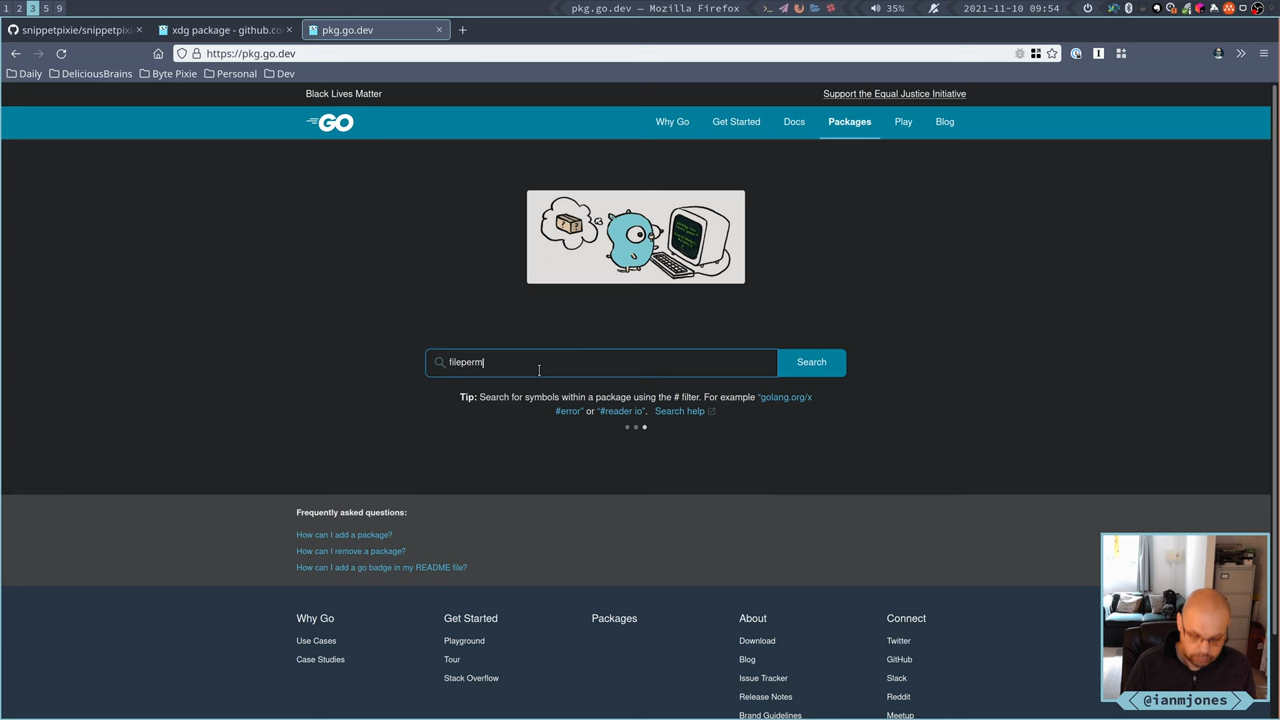 1 2 3 5 9
pkg.go.dev — Mozilla Firefox
35%
2021-11-10 09:54
snippetpixie/snippetpixi
xdg package - github.co
pkg.go.dev
https://pkg.go.dev
Daily
DeliciousBrains
Byte Pixie
Personal
Dev
Black Lives Matter
Support the Equal Justice Initiative
GO
Why Go
Get Started
Docs
Packages
Play
Blog
fileperm
Search
Tip: Search for symbols within a package using the # filter. For example “golang.org/x
#error” or “#reader io”. Search help
Frequently asked questions:
How can I add a package?
How can I remove a package?
How can I add a go badge in my README file?
Why Go
Get Started
Packages
About
Connect
Use Cases
Playground
Download
Twitter
Case Studies
Tour
Blog
GitHub
Stack Overflow
Issue Tracker
Slack
Release Notes
Reddit
Brand Guidelines
Meetup
@ianmjones